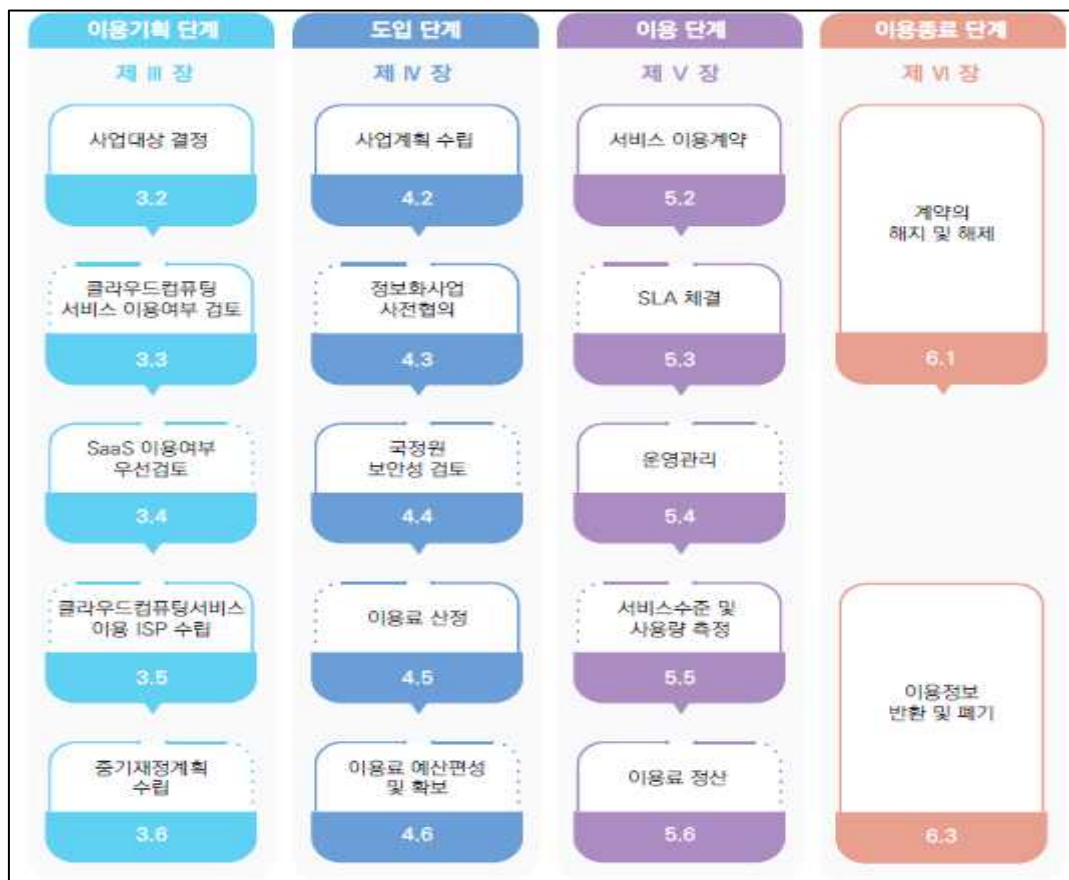 이용기획 단계
제 Ⅲ 장
사업대상 결정
3.2
클라우드컴퓨팅
서비스 이용여부 검토
3.3
SaaS 이용여부
우선검토
3.4
클라우드컴퓨팅서비스
이용 ISP 수립
3.5
중기재정계획
수립
3.6
도입 단계
제 Ⅳ 장
사업계획 수립
4.2
정보화사업
사전협의
4.3
국정원
보안성 검토
4.4
이용료 산정
4.5
이용료 예산편성
및 확보
4.6
이용 단계
제 Ⅴ 장
서비스 이용계약
5.2
SLA 체결
5.3
운영관리
5.4
서비스수준 및
사용량 측정
5.5
이용료 정산
5.6
이용종료 단계
제 Ⅵ 장
계약의
해지 및 해제
6.1
이용정보
반환 및 폐기
6.3